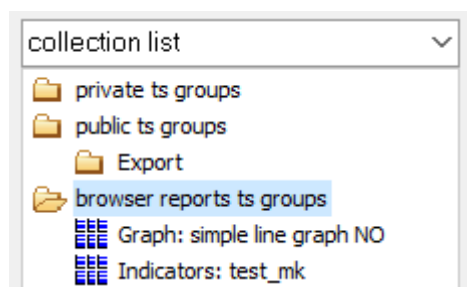 collection list
private ts groups
public ts groups
Export
browser reports ts groups
Graph: simple line graph NO
Indicators: test_mk